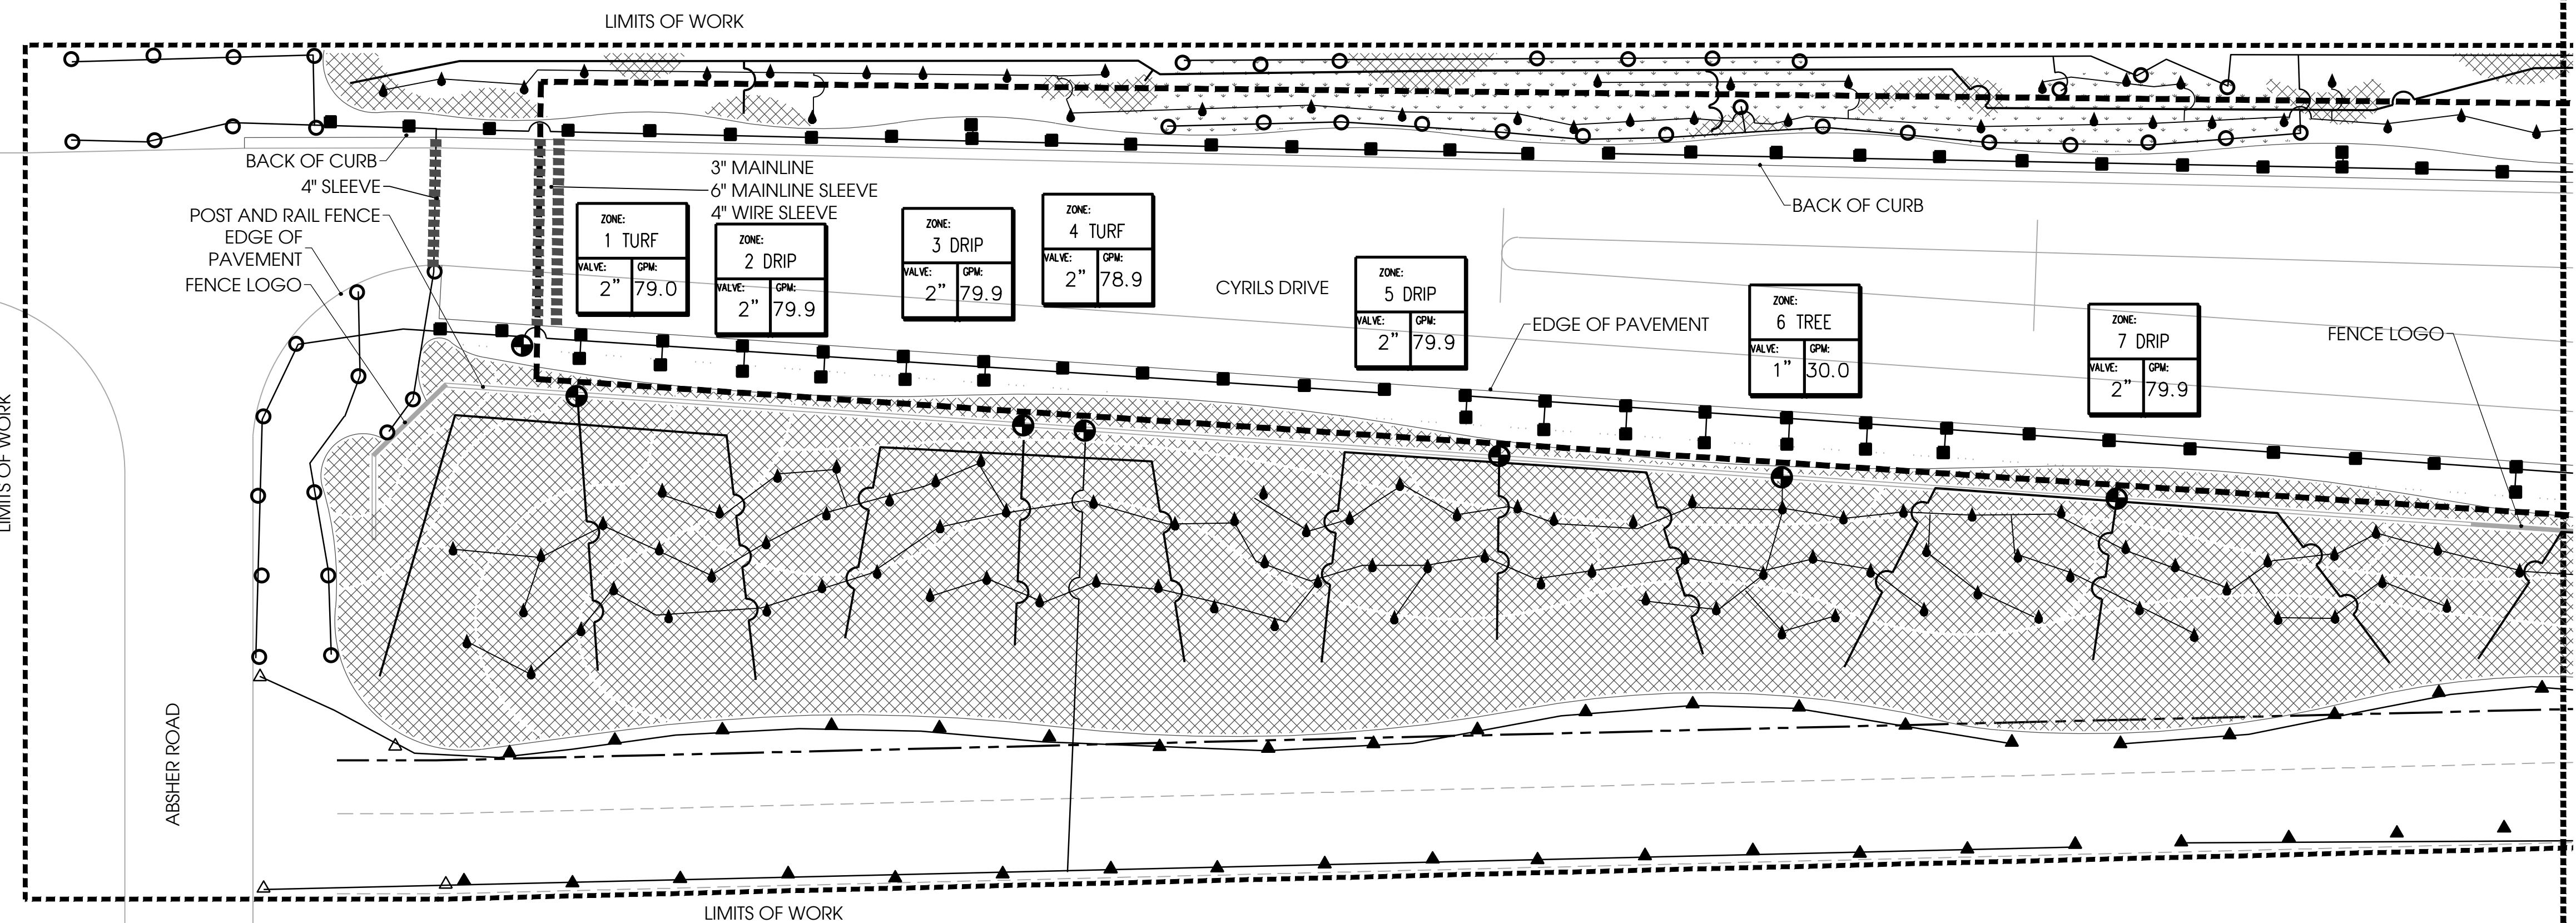 LIMITS OF WORK
BACK OF CURB
4" SLEEVE
POST AND RAIL FENCE
EDGE OF
PAVEMENT
FENCE LOGO
3" MAINLINE
6" MAINLINE SLEEVE
4" WIRE SLEEVE
ZONE:
1 TURF
VALVE: GPM:
2” 79.0
ZONE:
2 DRIP
VALVE: GPM:
2” 79.9
ZONE:
3 DRIP
VALVE: GPM:
2” 79.9
ZONE:
4 TURF
VALVE: GPM:
2” 78.9
CYRILS DRIVE
ZONE:
5 DRIP
VALVE: GPM:
2” 79.9
BACK OF CURB
EDGE OF PAVEMENT
ZONE:
6 TREE
VALVE: GPM:
1” 30.0
ZONE:
7 DRIP
VALVE: GPM:
2” 79.9
FENCE LOGO
LIMITS OF WORK
ABSHER ROAD
LIMITS OF WORK